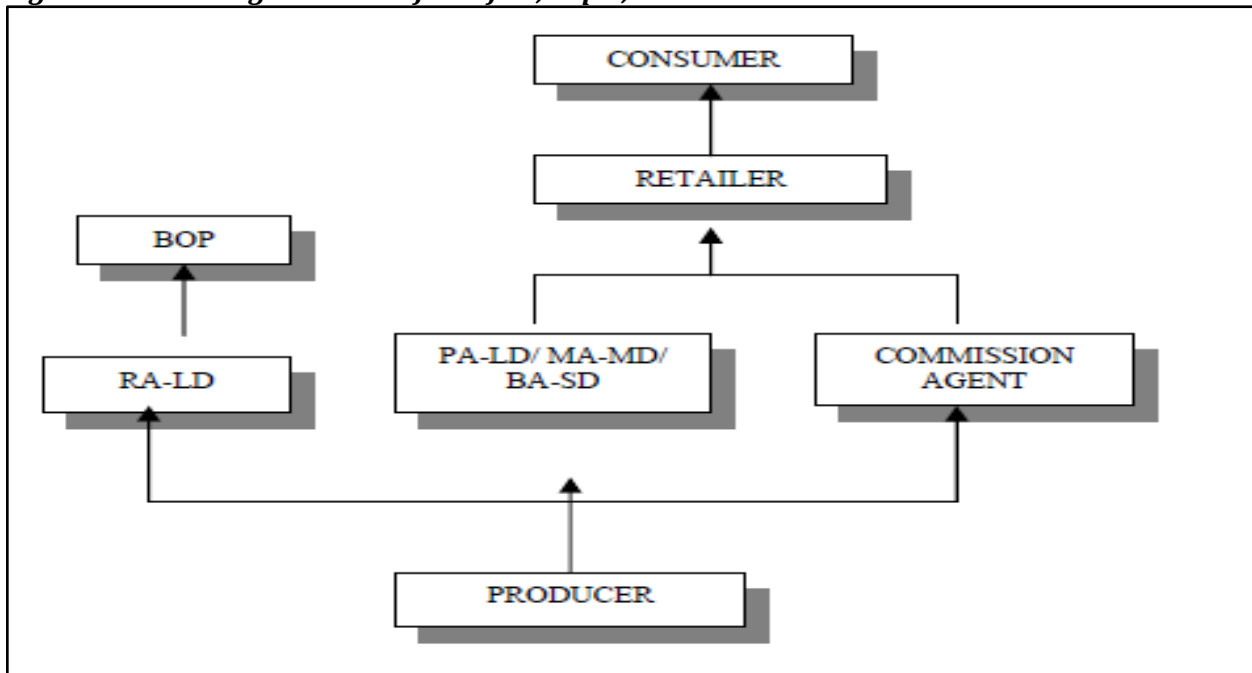 CONSUMER
RETAILER
BOP
PA-LD/ MA-MD/
BA-SD
COMMISSION
AGENT
RA-LD
PRODUCER